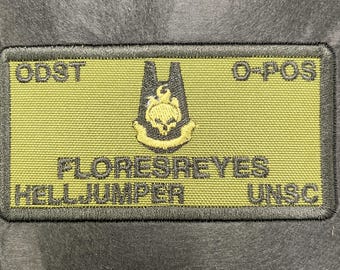 ODST O-POS
FLORESREYES
HELLJUMPER UNSC